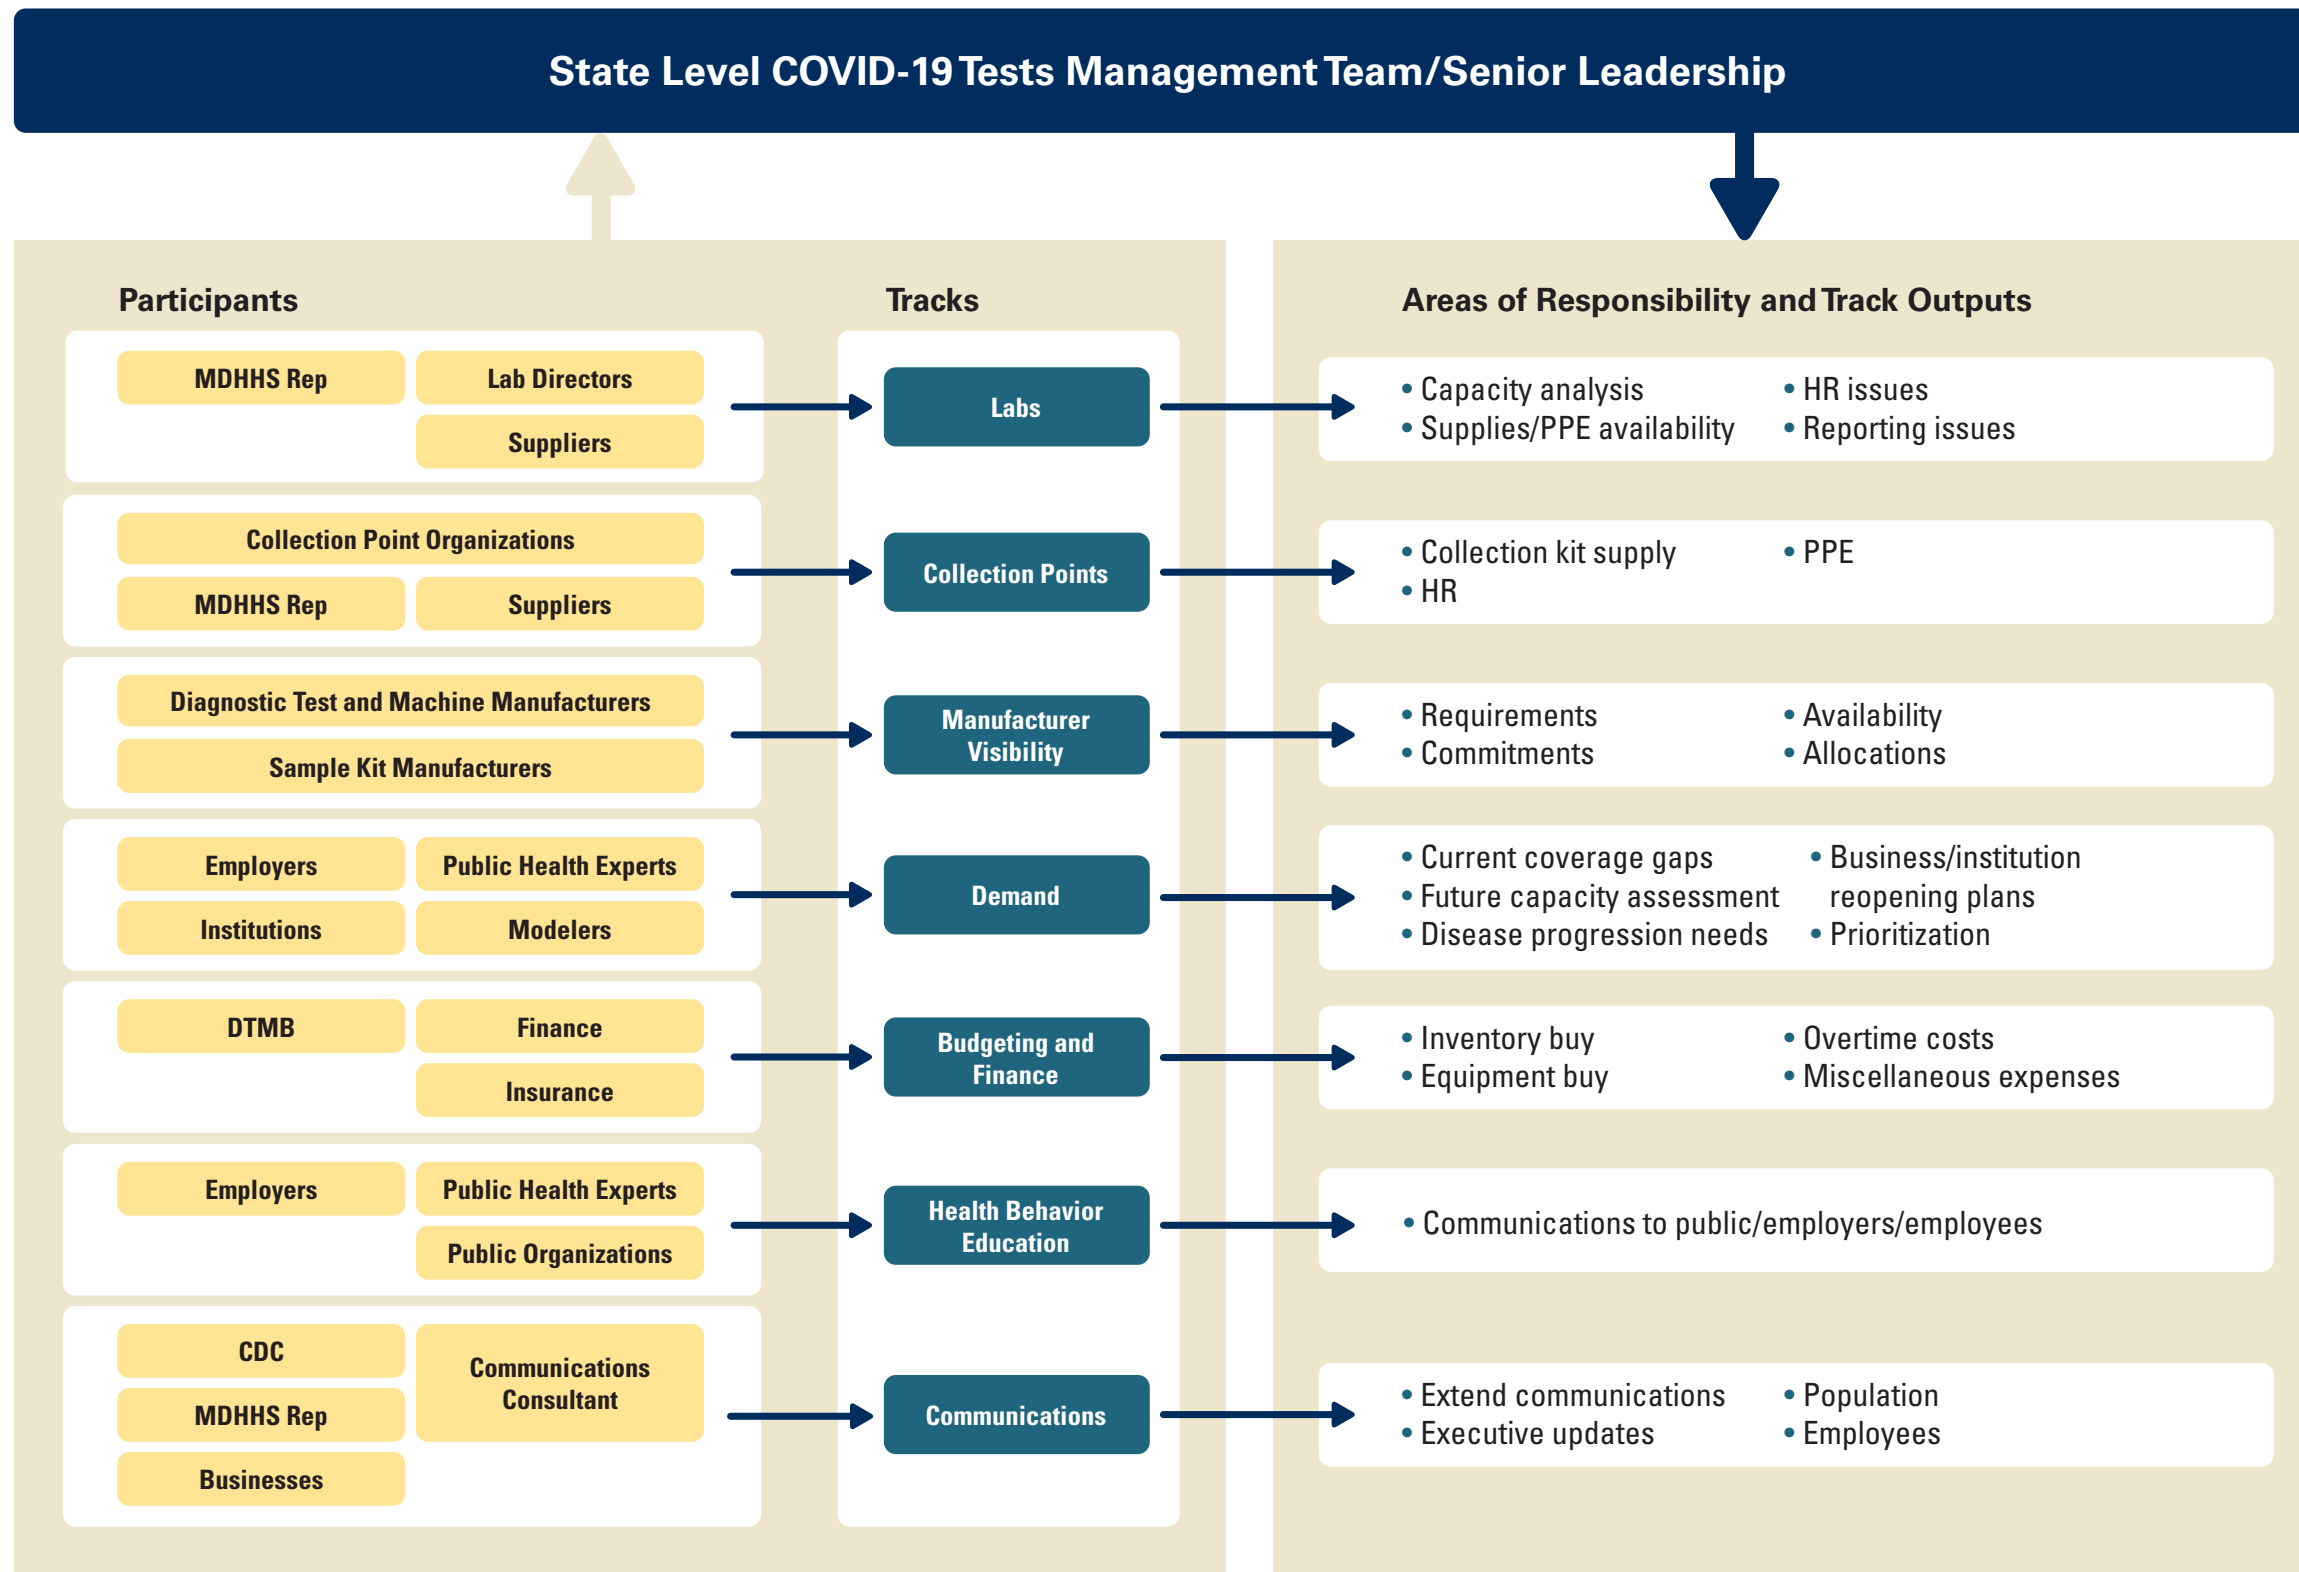 State Level COVID-19 Tests Management Team/Senior Leadership
Participants
Tracks
Areas of Responsibility and Track Outputs
MDHHS Rep
Lab Directors
Suppliers
Labs
• Capacity analysis
• Supplies/PPE availability
• HR issues
• Reporting issues
Collection Point Organizations
MDHHS Rep
Suppliers
Collection Points
• Collection kit supply
• HR
• PPE
Diagnostic Test and Machine Manufacturers
Sample Kit Manufacturers
Manufacturer
Visibility
• Requirements
• Commitments
• Availability
• Allocations
Employers
Public Health Experts
Institutions
Modelers
Demand
• Current coverage gaps
• Future capacity assessment
• Disease progression needs
• Business/institution
reopening plans
• Prioritization
DTMB
Finance
Insurance
Budgeting and
Finance
• Inventory buy
• Equipment buy
• Overtime costs
• Miscellaneous expenses
Employers
Public Health Experts
Public Organizations
Health Behavior
Education
• Communications to public/employers/employees
CDC
MDHHS Rep
Businesses
Communications
Consultant
Communications
• Extend communications
• Executive updates
• Population
• Employees